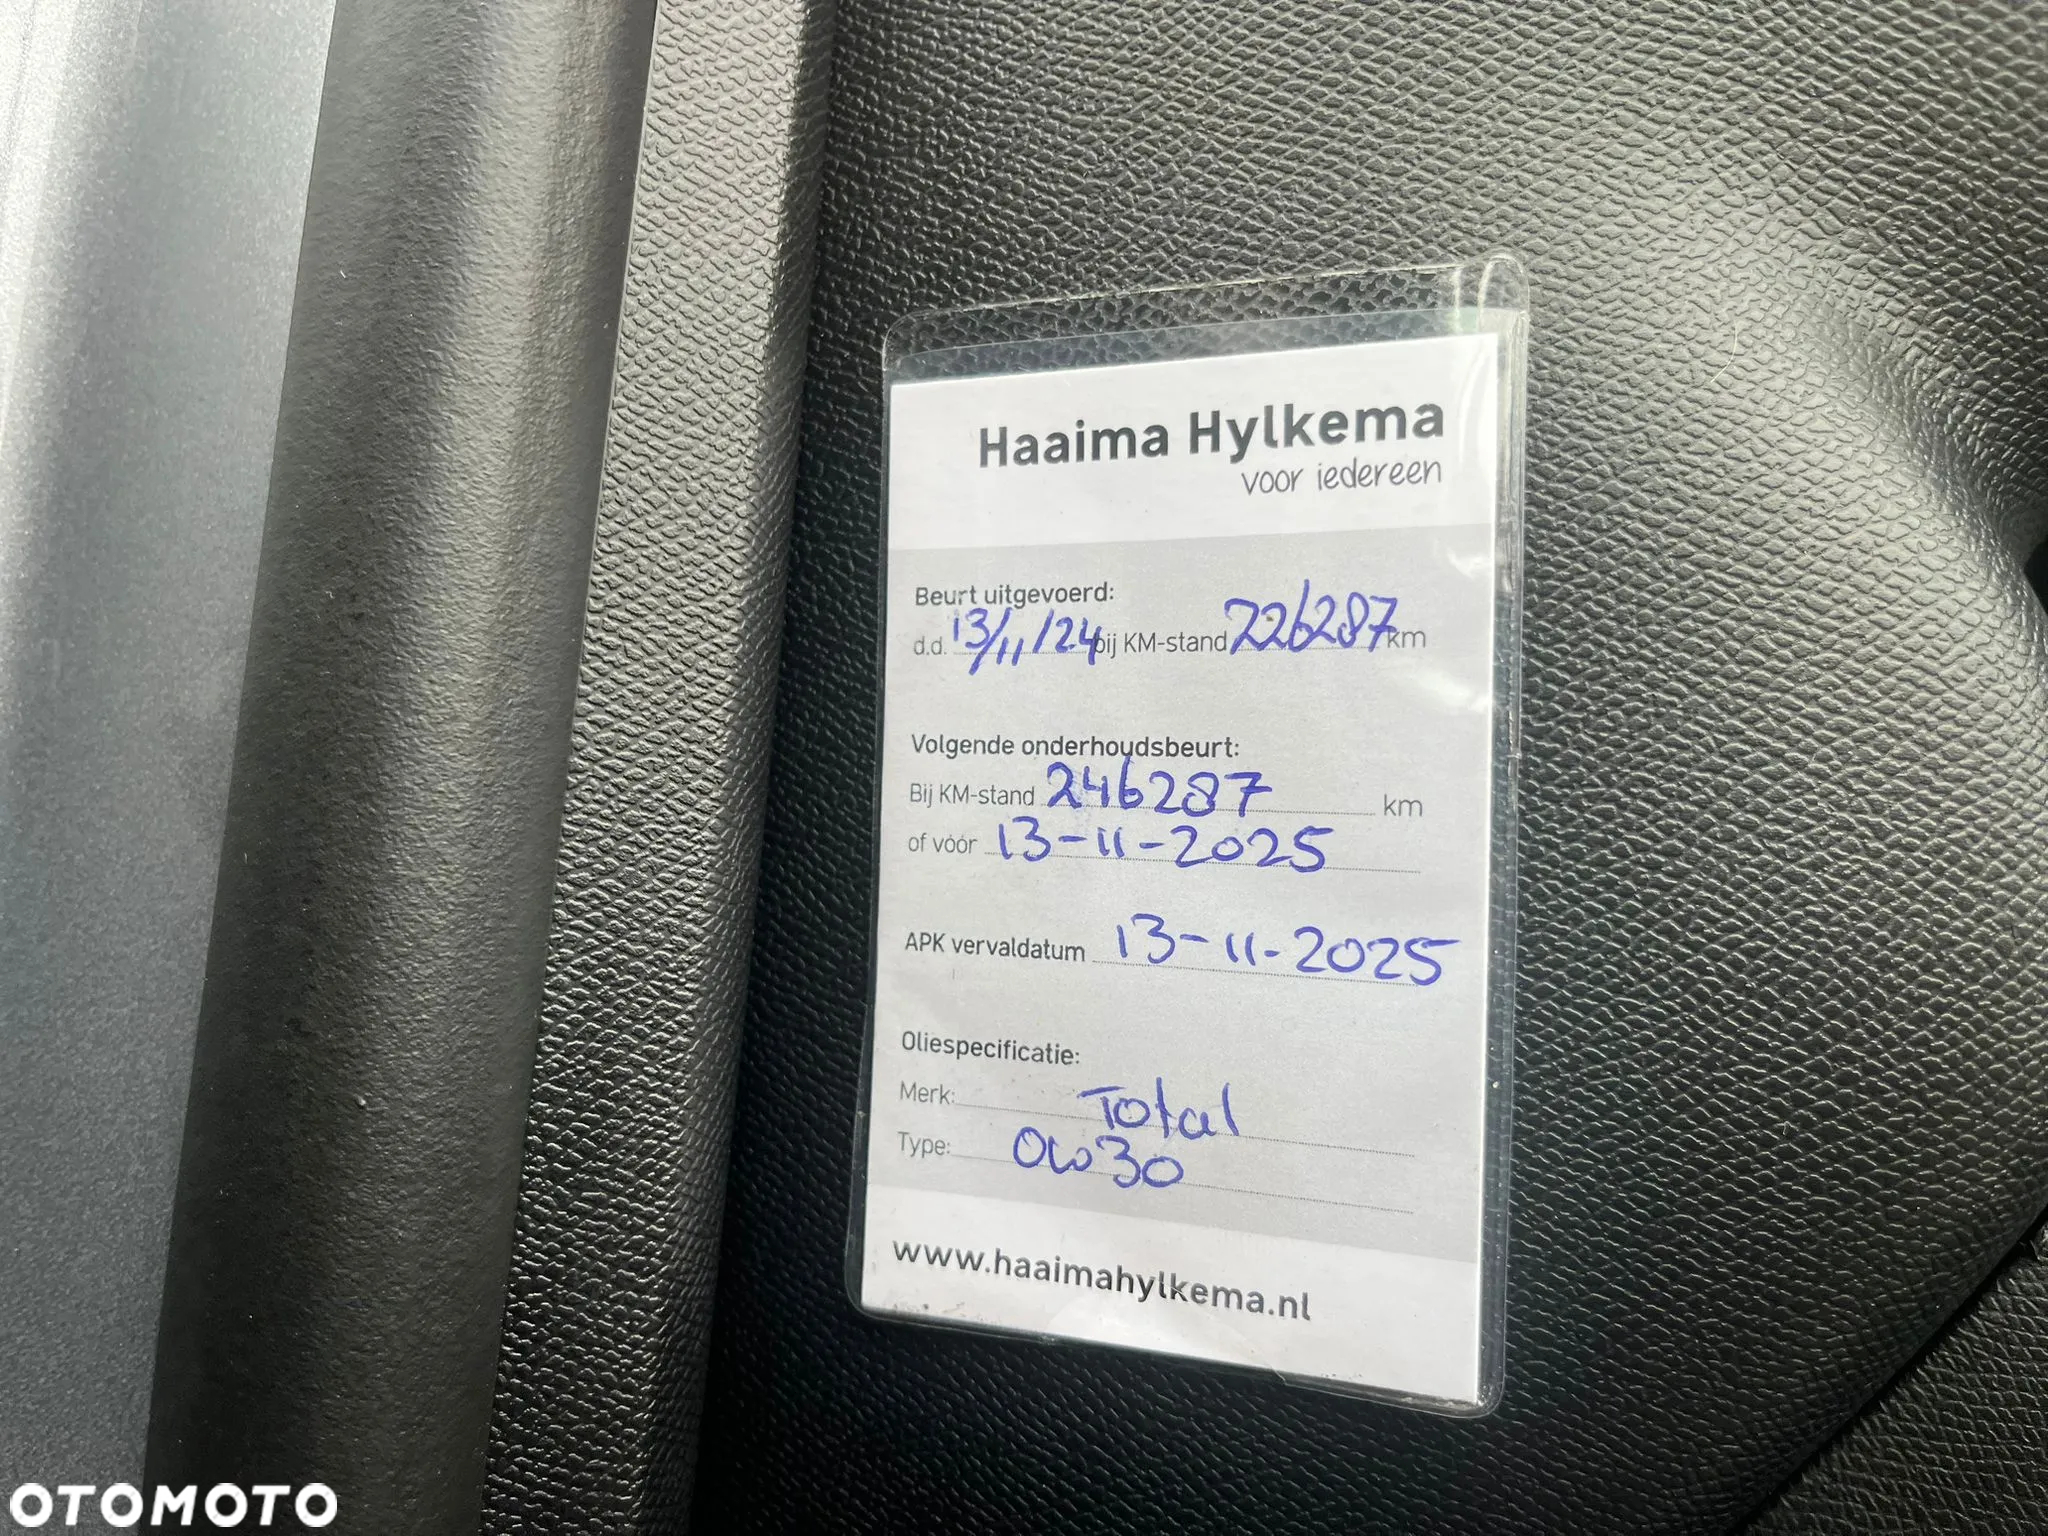 Haaima Hylkema
voor iedereen
Beurt uitgevoerd:
d.d. 13/11/24 bij KM-stand 226287 km
Volgende onderhoudsbeurt:
Bij KM-stand 246287 km
of vóór 13-11-2025
APK vervaldatum 13-11-2025
Oliespecificatie:
Merk: Total
Type: 0w30
www.haaimahylkema.nl
OTOMOTO